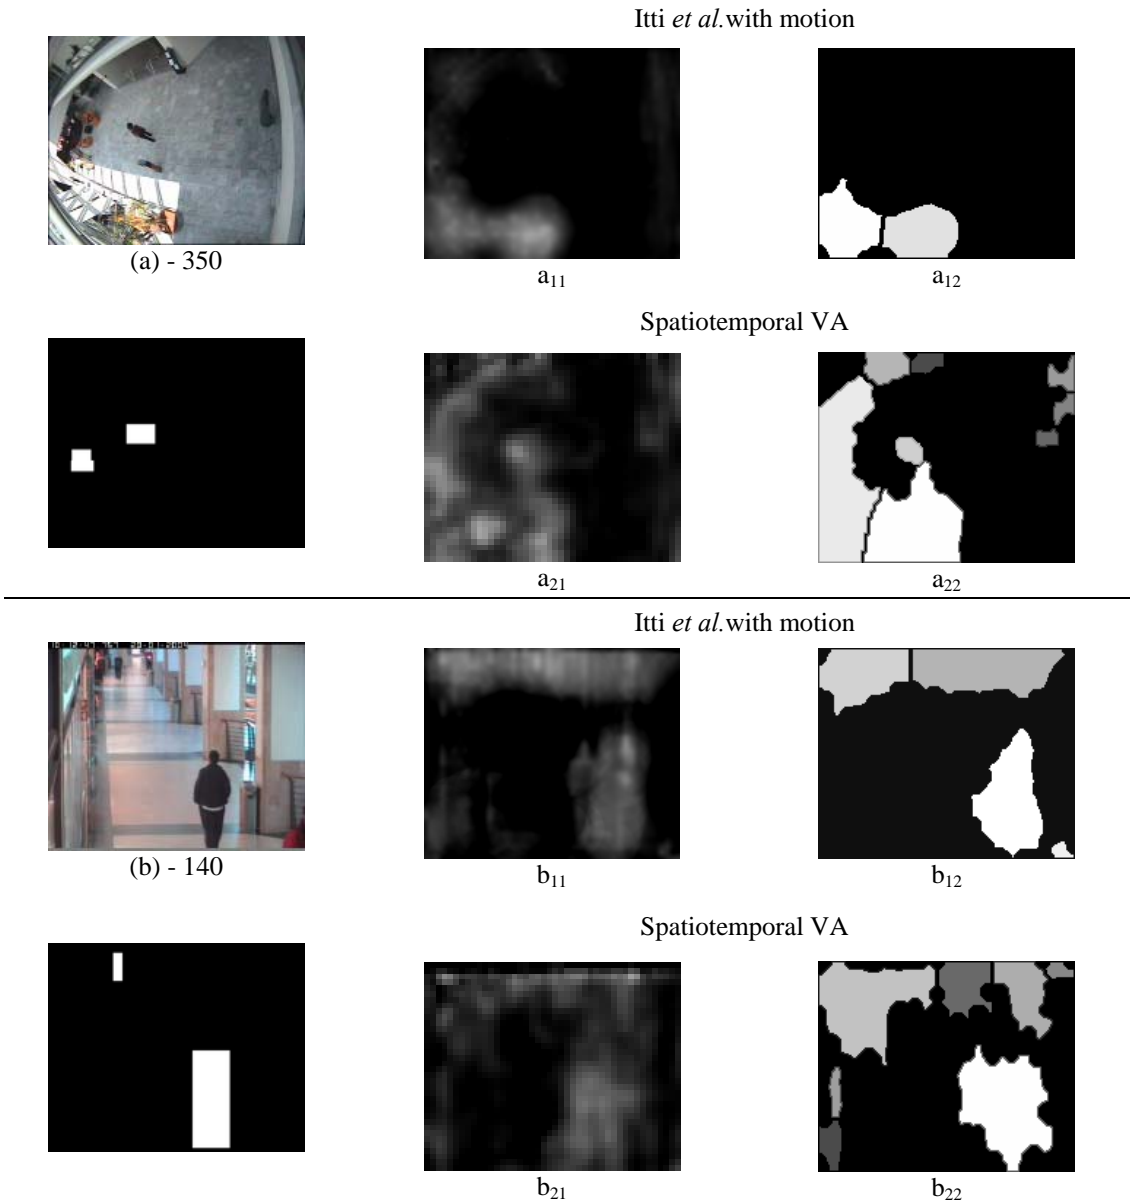 Itti et al.with motion
(a) - 350
a11
a12
Spatiotemporal VA
a21
a22
Itti et al.with motion
(b) - 140
b11
b12
Spatiotemporal VA
b21
b22